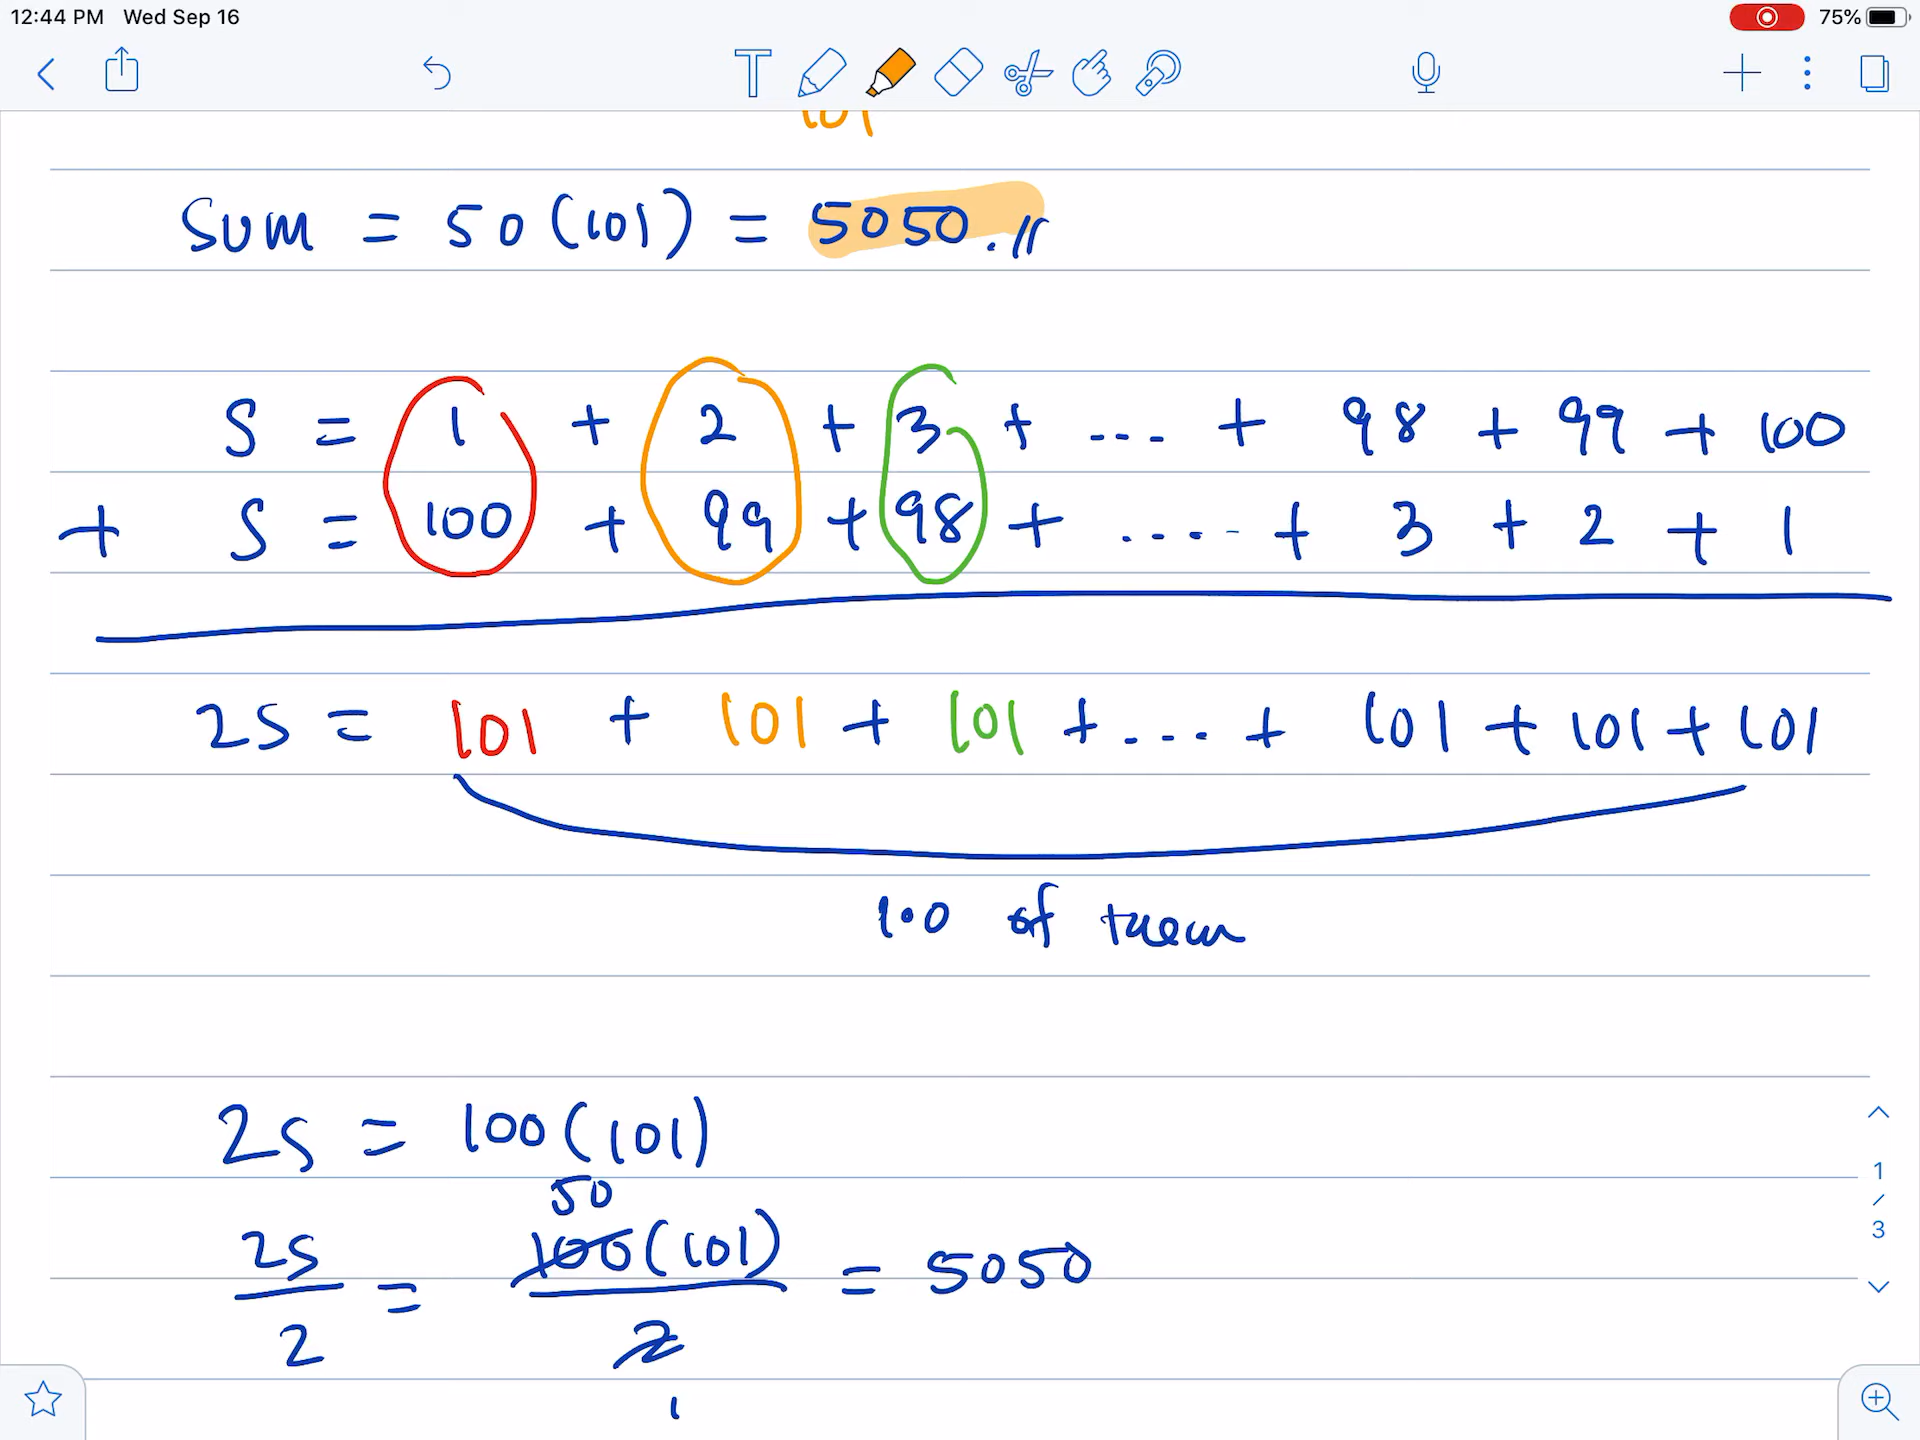 12:44 PM Wed Sep 16 75%
T
101
Sum = 50(101) = 5050.//
S = 1 + 2 + 3 + ... + 98 + 99 + 100
+ S = 100 + 99 + 98 + ..... + 3 + 2 + 1
2S = 101 + 101 + 101 + .... + 101 + 101 + 101
100 of them
2S = 100(101)
50
2S/2 = 100(101)/2 = 5050
1
1
/
3